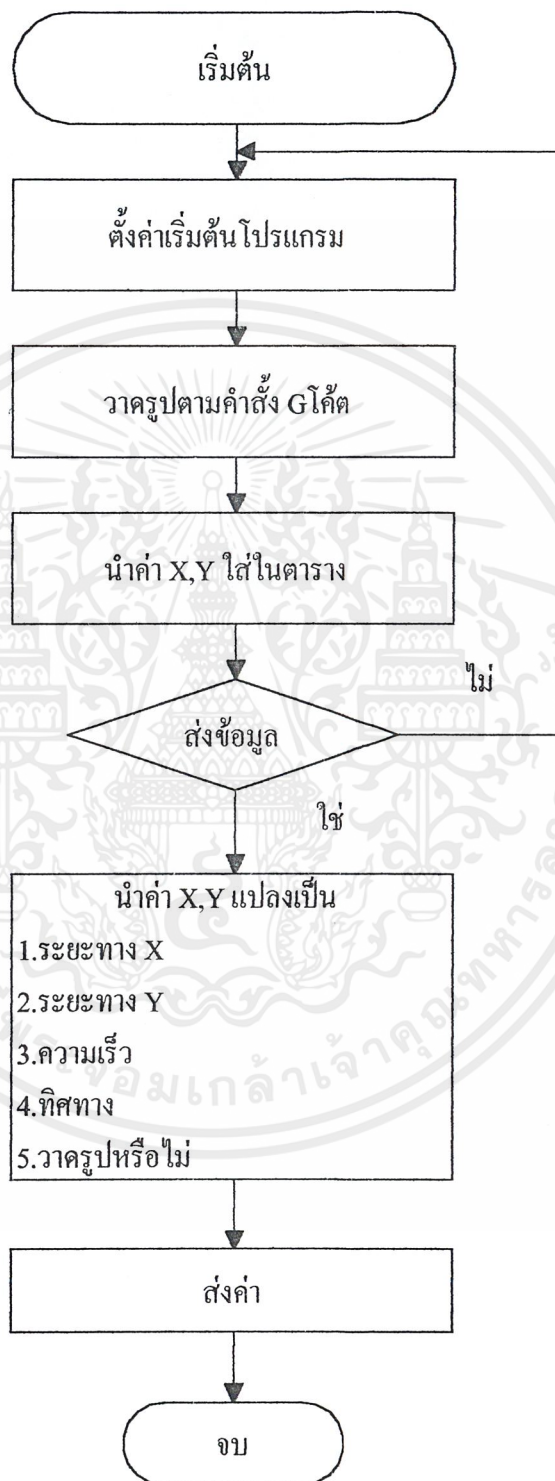 เริ่มต้น
ตั้งค่าเริ่มต้นโปรแกรม
วาดรูปตามคำสั้ง Gโค้ต
นำค่า X,Y ใส่ในตาราง
ส่งข้อมูล
ไม่
ใช่
นำค่า X,Y แปลงเป็น
1.ระยะทาง X
2.ระยะทาง Y
3.ความเร็ว
4.ทิศทาง
5.วาดรูปหรือไม่
ส่งค่า
จบ